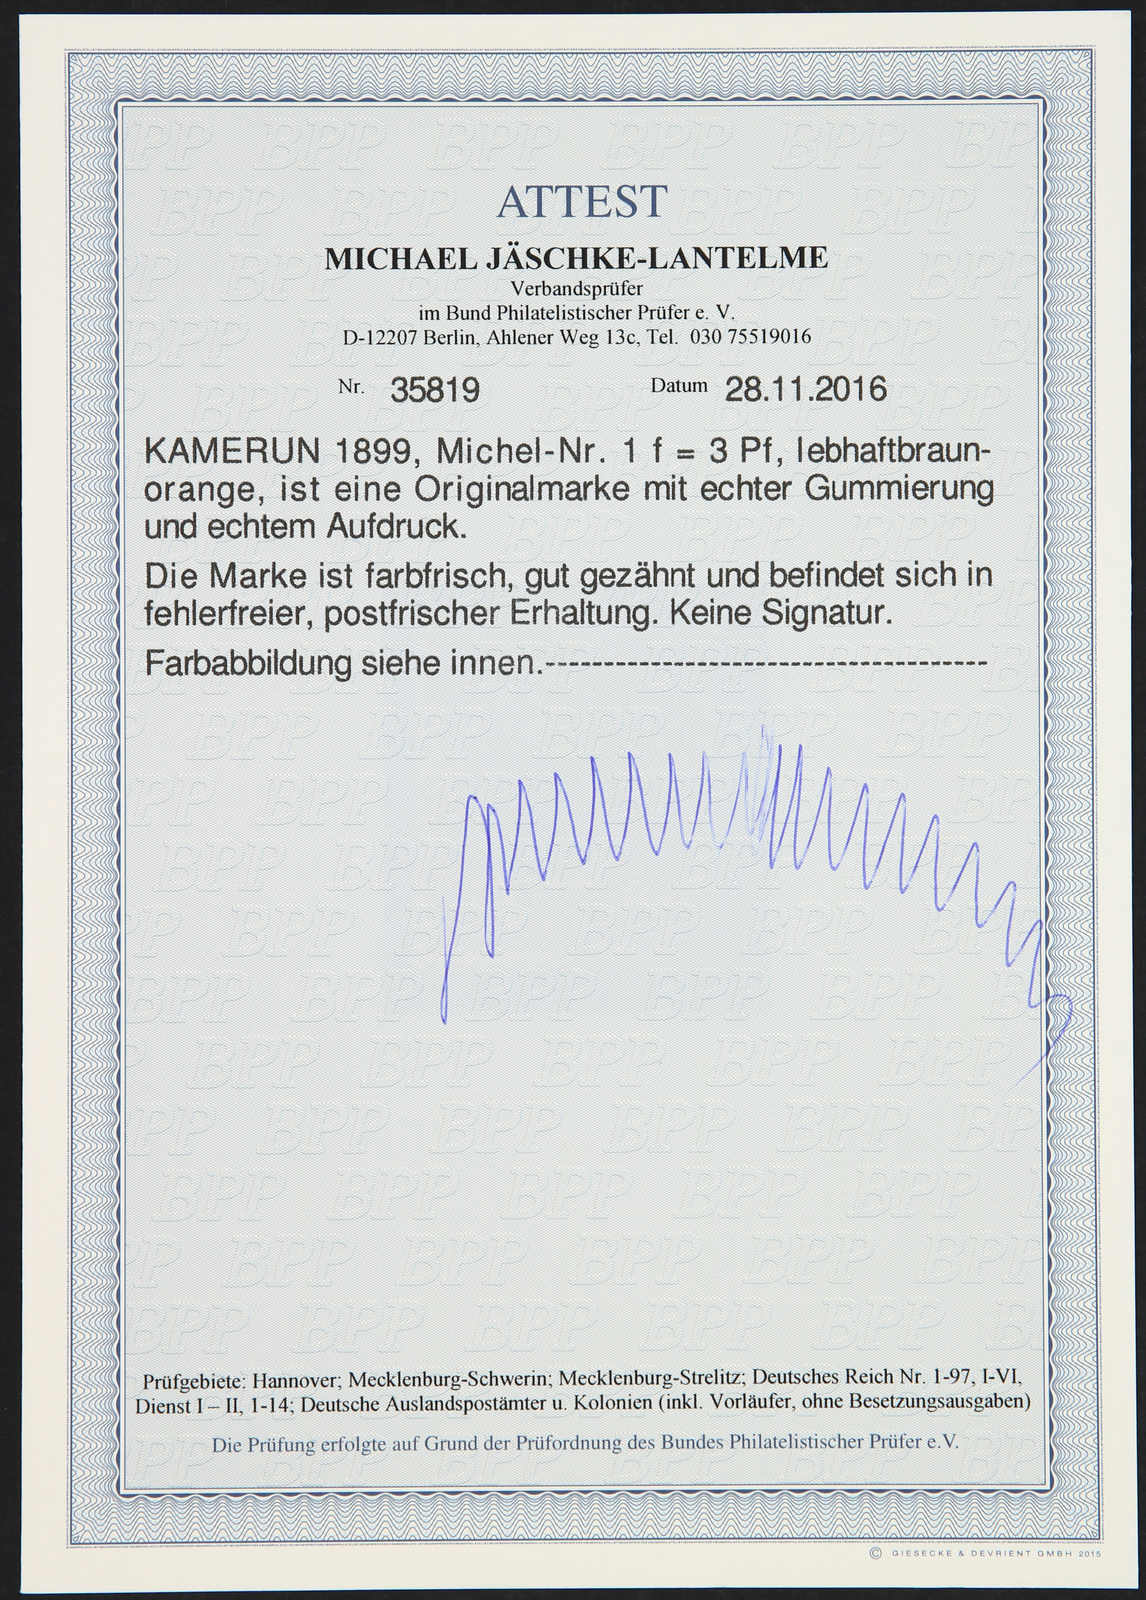 ATTEST
MICHAEL JÄSCHKE-LANTELME
Verbandsprüfer
im Bund Philatelistischer Prüfer e. V.
D-12207 Berlin, Ahlener Weg 13c, Tel. 030 75519016
Nr. 35819 Datum 28.11.2016
KAMERUN 1899, Michel-Nr. 1 f = 3 Pf, lebhaftbraun-
orange, ist eine Originalmarke mit echter Gummierung
und echtem Aufdruck.
Die Marke ist farbfrisch, gut gezähnt und befindet sich in
fehlerfreier, postfrischer Erhaltung. Keine Signatur.
Farbabbildung siehe innen.--------------------------------------
Prüfgebiete: Hannover; Mecklenburg-Schwerin; Mecklenburg-Strelitz; Deutsches Reich Nr. 1-97, I-VI,
Dienst I – II, 1-14; Deutsche Auslandspostämter u. Kolonien (inkl. Vorläufer, ohne Besetzungsausgaben)
Die Prüfung erfolgte auf Grund der Prüfordnung des Bundes Philatelistischer Prüfer e.V.
© GIESECKE & DEVRIENT GMBH 2015